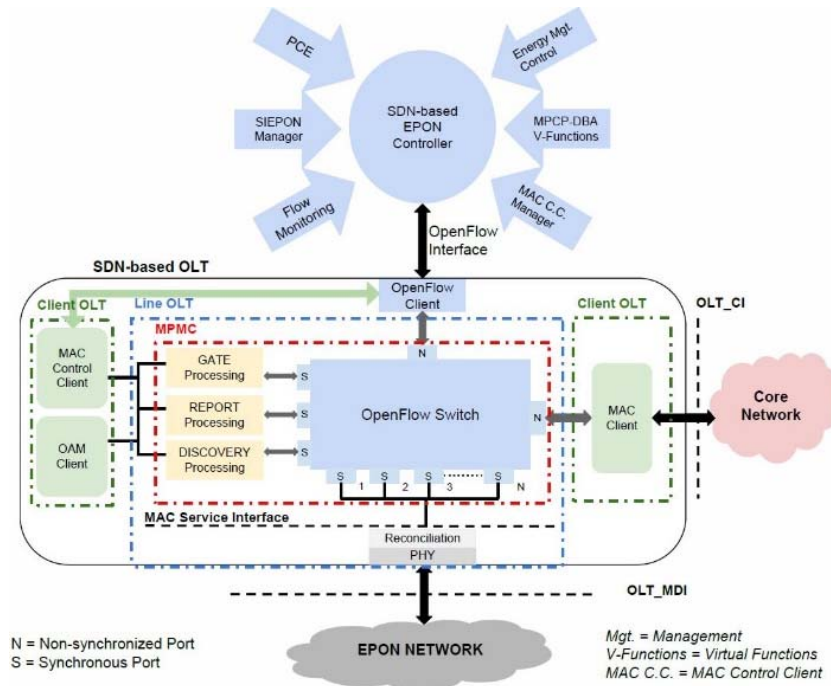 PCE
Energy Mgt.
Control
SDN-based
EPON
Controller
SIEPON
Manager
MPCP-DBA
V-Functions
Flow
Monitoring
MAC C.C.
Manager
OpenFlow
Interface
SDN-based OLT
OpenFlow
Client
Client OLT
Line OLT
Client OLT
OLT_CI
MPMC
N
MAC
Control
Client
GATE
Processing
S
REPORT
Processing
S
OpenFlow Switch
N
MAC
Client
Core
Network
OAM
Client
DISCOVERY
Processing
S
S
S
S
S
1
2
3
N
MAC Service Interface
Reconciliation
PHY
OLT_MDI
EPON NETWORK
N = Non-synchronized Port
S = Synchronous Port
Mgt. = Management
V-Functions = Virtual Functions
MAC C.C. = MAC Control Client